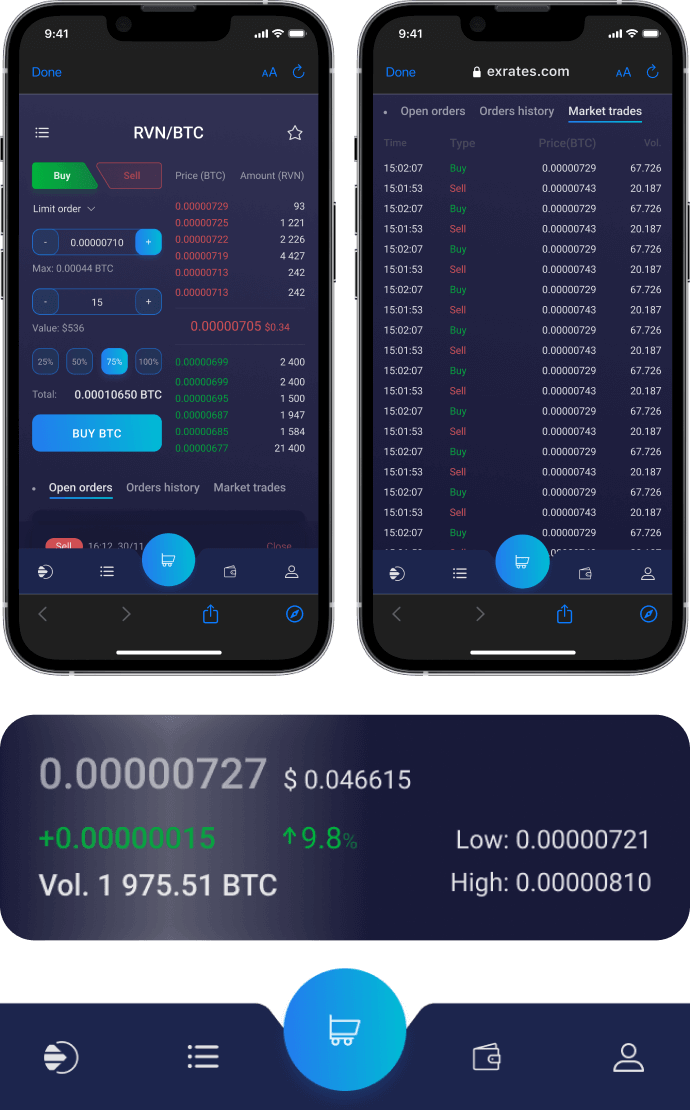 9:41
Done
AA
RVN/BTC
Buy
Sell
Price (BTC)
Amount (RVN)
Limit order
0.00000729 93
0.00000725 1 221
- 0.00000710 +
0.00000722 2 226
0.00000719 4 427
Max: 0.00044 BTC
0.00000713 242
- 15 +
0.00000713 242
Value: $536
0.00000705 $0.34
25% 50% 75% 100%
0.00000699 2 400
0.00000699 2 400
Total: 0.00010650 BTC
0.00000695 1 500
0.00000687 1 947
BUY BTC
0.00000685 1 584
0.00000677 21 400
Open orders Orders history Market trades
Sell 16:12, 30/11 Close
9:41
Done
exrates.com
AA
Open orders Orders history Market trades
Time Type Price(BTC) Vol.
15:02:07 Buy 0.00000729 67.726
15:01:53 Sell 0.00000743 20.187
15:02:07 Buy 0.00000729 67.726
15:01:53 Sell 0.00000743 20.187
15:02:07 Buy 0.00000729 67.726
15:01:53 Sell 0.00000743 20.187
15:02:07 Buy 0.00000729 67.726
15:01:53 Sell 0.00000743 20.187
15:02:07 Buy 0.00000729 67.726
15:01:53 Sell 0.00000743 20.187
15:02:07 Buy 0.00000729 67.726
15:01:53 Sell 0.00000743 20.187
15:02:07 Buy 0.00000729 67.726
15:01:53 Sell 0.00000743 20.187
15:02:07 Buy 0.00000729 67.726
15:01:53 Sell 0.00000743 20.187
15:02:07 Buy 0.00000729 67.726
15:01:53 Sell 0.00000743 20.187
15:02:07 Buy 0.00000729 67.726
0.00000727 $ 0.046615
+0.00000015 9.8%
Low: 0.00000721
Vol. 1 975.51 BTC
High: 0.00000810